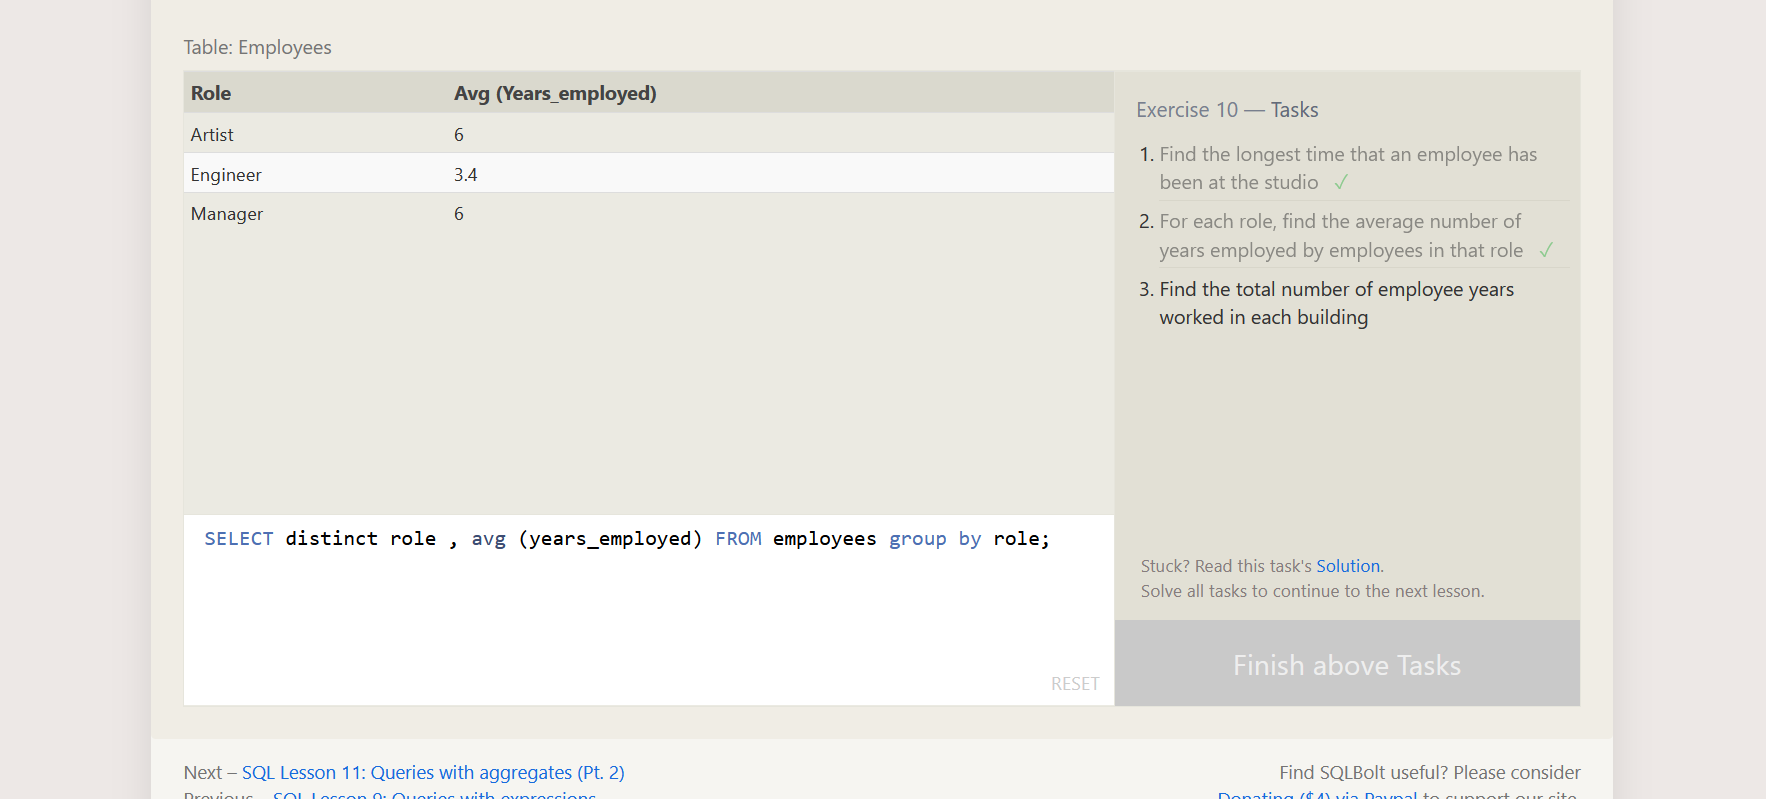 Table: Employees
Role Avg (Years_employed)
Artist 6
Engineer 3.4
Manager 6
SELECT distinct role , avg (years_employed) FROM employees group by role;
RESET
Exercise 10 — Tasks
1. Find the longest time that an employee has
been at the studio ✓
2. For each role, find the average number of
years employed by employees in that role ✓
3. Find the total number of employee years
worked in each building
Stuck? Read this task's Solution.
Solve all tasks to continue to the next lesson.
Finish above Tasks
Next – SQL Lesson 11: Queries with aggregates (Pt. 2)
Previous – SQL Lesson 9: Queries with expressions
Find SQLBolt useful? Please consider
Donating ($4) via Paypal to support our site.